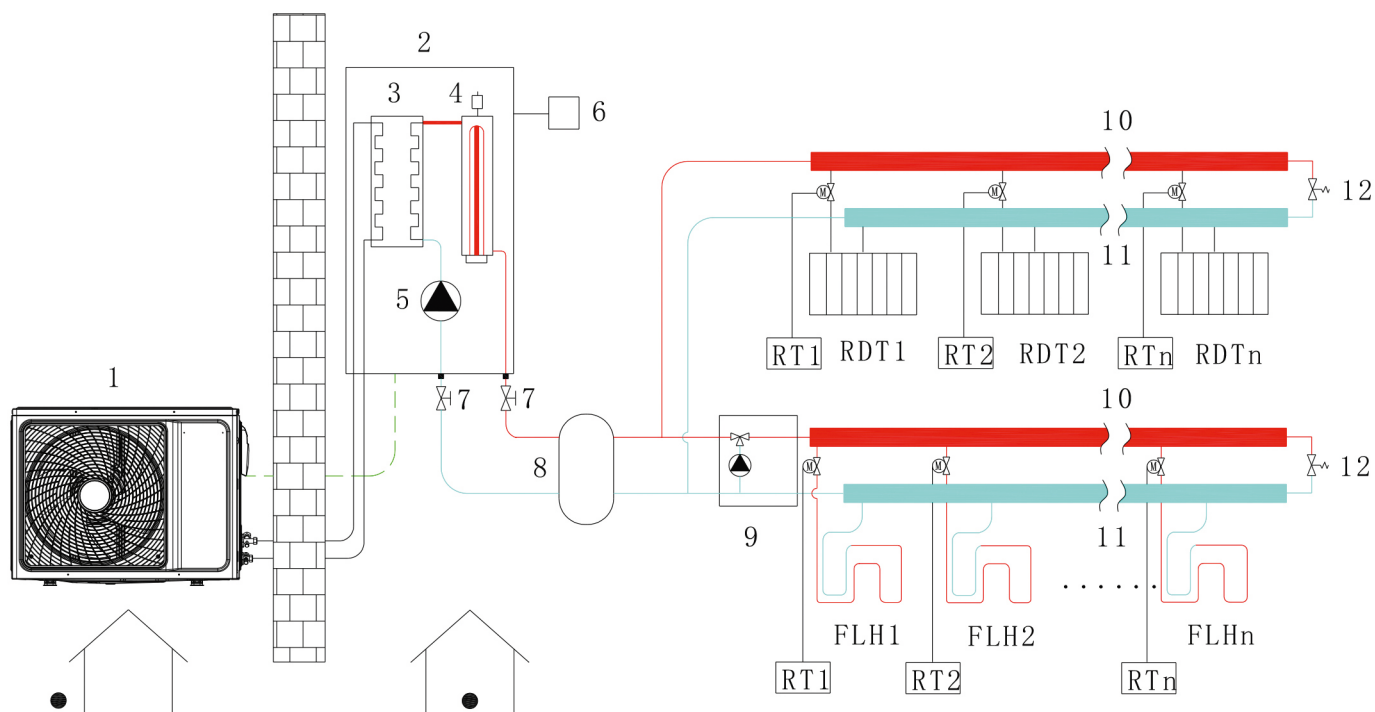 2
3
4
6
5
7
7
1
8
9
10
M
M
M
12
11
RT1
RDT1
RT2
RDT2
RTn
RDTn
10
M
M
M
12
11
......
FLH1
FLH2
FLHn
RT1
RT2
RTn